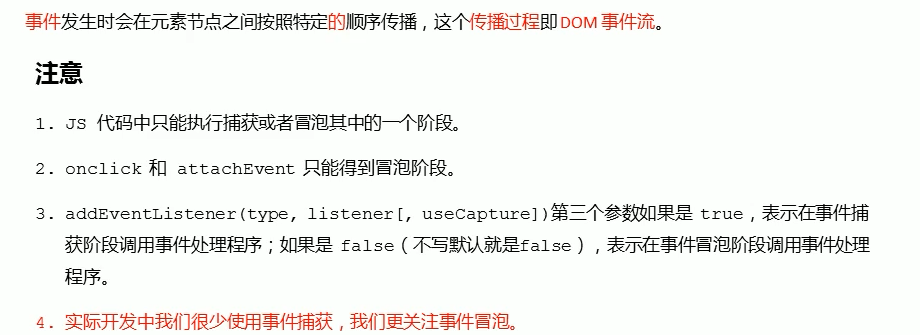 事件发生时会在元素节点之间按照特定的顺序传播，这个传播过程即 DOM 事件流。
注意
1. JS 代码中只能执行捕获或者冒泡其中的一个阶段。
2. onclick 和 attachEvent 只能得到冒泡阶段。
3. addEventListener(type, listener[, useCapture])第三个参数如果是 true，表示在事件捕
获阶段调用事件处理程序；如果是 false（不写默认就是false），表示在事件冒泡阶段调用事件处理
程序。
4. 实际开发中我们很少使用事件捕获，我们更关注事件冒泡。